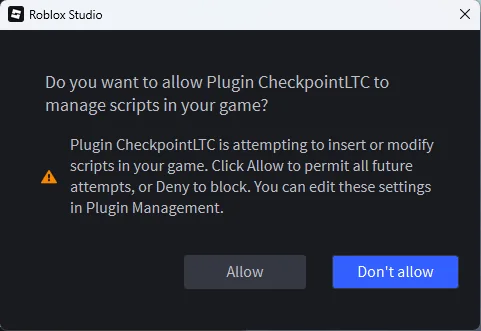 Roblox Studio
Do you want to allow Plugin CheckpointLTC to
manage scripts in your game?
Plugin CheckpointLTC is attempting to insert or modify
scripts in your game. Click Allow to permit all future
attempts, or Deny to block. You can edit these settings
in Plugin Management.
Allow
Don't allow